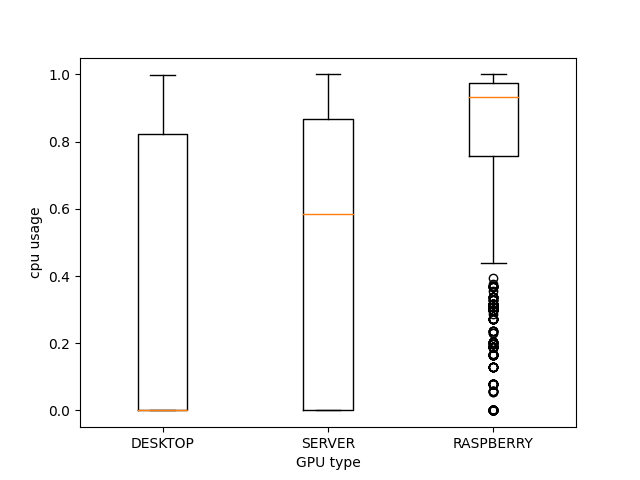 1.0
0.8
0.6
0.4
0.2
0.0
cpu usage
DESKTOP
SERVER
RASPBERRY
GPU type